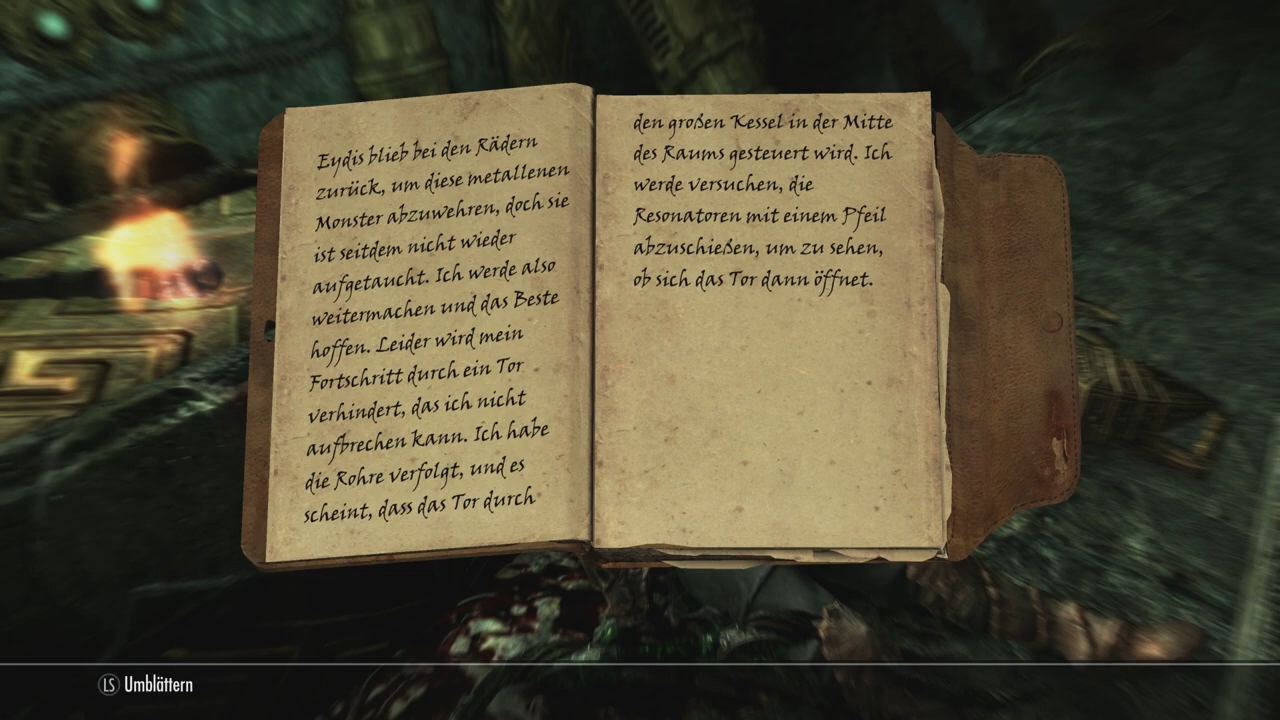 Eydis blieb bei den Rädern
zurück, um diese metallenen
Monster abzuwehren, doch sie
ist seitdem nicht wieder
aufgetaucht. Ich werde also
weitermachen und das Beste
hoffen. Leider wird mein
Fortschritt durch ein Tor
verhindert, das ich nicht
aufbrechen kann. Ich habe
die Rohre verfolgt, und es
scheint, dass das Tor durch
den großen Kessel in der Mitte
des Raums gesteuert wird. Ich
werde versuchen, die
Resonatoren mit einem Pfeil
abzuschießen, um zu sehen,
ob sich das Tor dann öffnet.
LS Umblättern